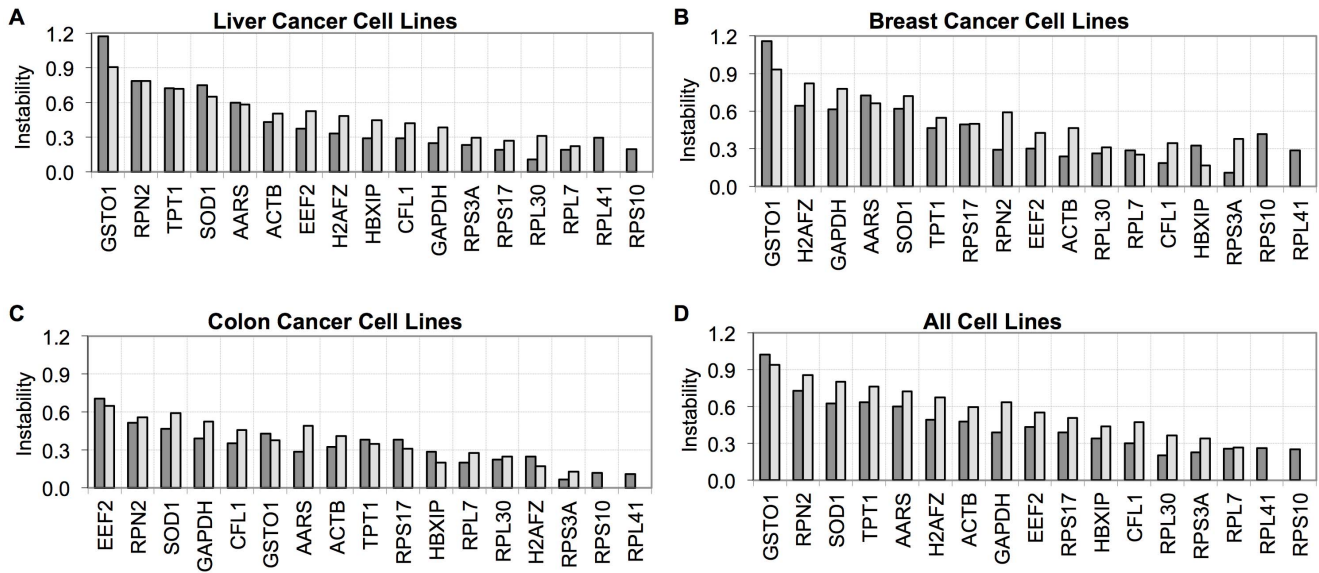 A
Liver Cancer Cell Lines
Instability
1.2
0.9
0.6
0.3
0.0
GSTO1 RPN2 TPT1 SOD1 AARS ACTB EEF2 H2AFZ HBXIP CFL1 GAPDH RPS3A RPS17 RPL30 RPL7 RPL41 RPS10
B
Breast Cancer Cell Lines
Instability
1.2
0.9
0.6
0.3
0.0
GSTO1 H2AFZ GAPDH AARS SOD1 TPT1 RPS17 RPN2 EEF2 ACTB RPL30 RPL7 CFL1 HBXIP RPS3A RPS10 RPL41
C
Colon Cancer Cell Lines
Instability
1.2
0.9
0.6
0.3
0.0
EEF2 RPN2 SOD1 GAPDH CFL1 GSTO1 AARS ACTB TPT1 RPS17 HBXIP RPL7 RPL30 H2AFZ RPS3A RPS10 RPL41
D
All Cell Lines
Instability
1.2
0.9
0.6
0.3
0.0
GSTO1 RPN2 SOD1 TPT1 AARS H2AFZ ACTB GAPDH EEF2 RPS17 HBXIP CFL1 RPL30 RPS3A RPL7 RPL41 RPS10